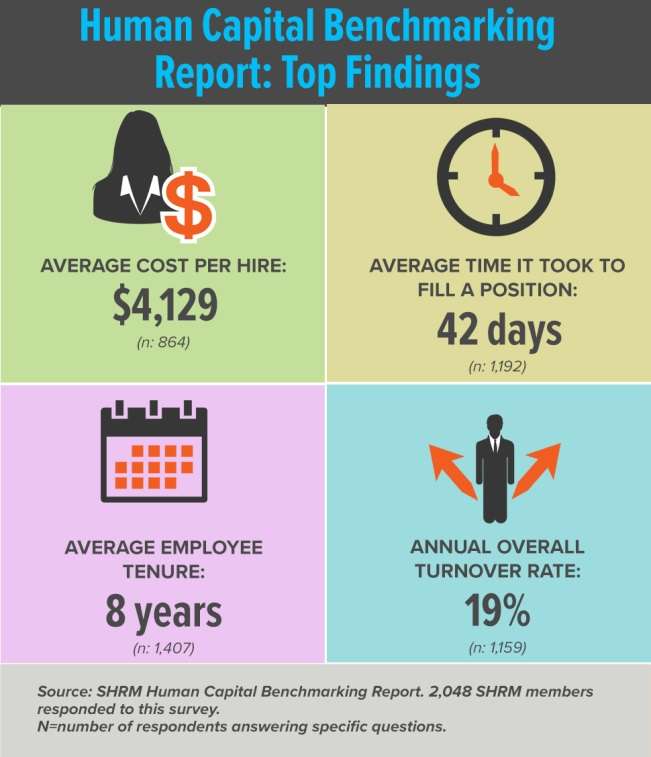 Human Capital Benchmarking
Report: Top Findings
$
AVERAGE COST PER HIRE:
$4,129
(n: 864)
AVERAGE TIME IT TOOK TO
FILL A POSITION:
42 days
(n: 1,192)
AVERAGE EMPLOYEE
TENURE:
8 years
(n: 1,407)
ANNUAL OVERALL
TURNOVER RATE:
19%
(n: 1,159)
Source: SHRM Human Capital Benchmarking Report. 2,048 SHRM members
responded to this survey.
N=number of respondents answering specific questions.